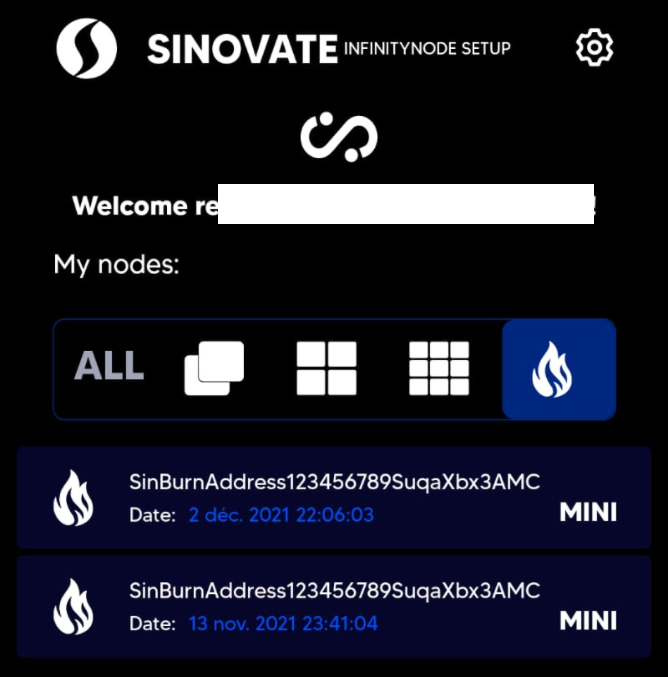 SINOVATE INFINITYNODE SETUP
Welcome re !
My nodes:
ALL
SinBurnAddress123456789SuqaXbx3AMC
Date: 2 déc. 2021 22:06:03
MINI
SinBurnAddress123456789SuqaXbx3AMC
Date: 13 nov. 2021 23:41:04
MINI